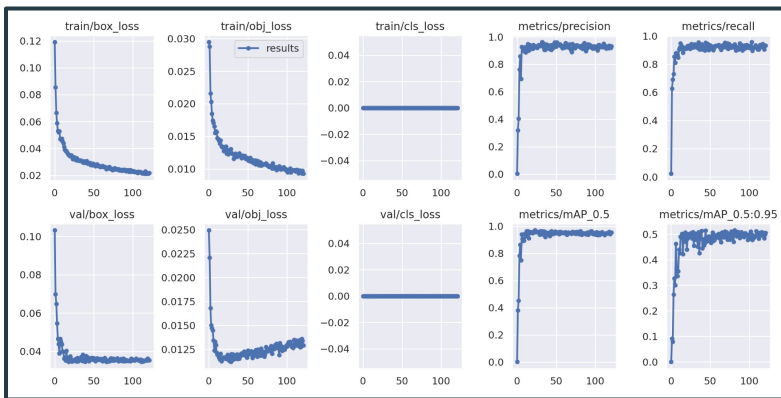 train/box_loss
train/obj_loss
train/cls_loss
metrics/precision
metrics/recall
0.12
0.10
0.08
0.06
0.04
0.02
0 50 100
results
0.030
0.025
0.020
0.015
0.010
0 50 100
0.04
0.02
0.00
−0.02
−0.04
0 50 100
1.0
0.8
0.6
0.4
0.2
0.0
0 50 100
1.0
0.8
0.6
0.4
0.2
0.0
0 50 100
val/box_loss
val/obj_loss
val/cls_loss
metrics/mAP_0.5
metrics/mAP_0.5:0.95
0.10
0.08
0.06
0.04
0 50 100
0.0250
0.0225
0.0200
0.0175
0.0150
0.0125
0 50 100
0.04
0.02
0.00
−0.02
−0.04
0 50 100
1.0
0.8
0.6
0.4
0.2
0.0
0 50 100
0.5
0.4
0.3
0.2
0.1
0.0
0 50 100